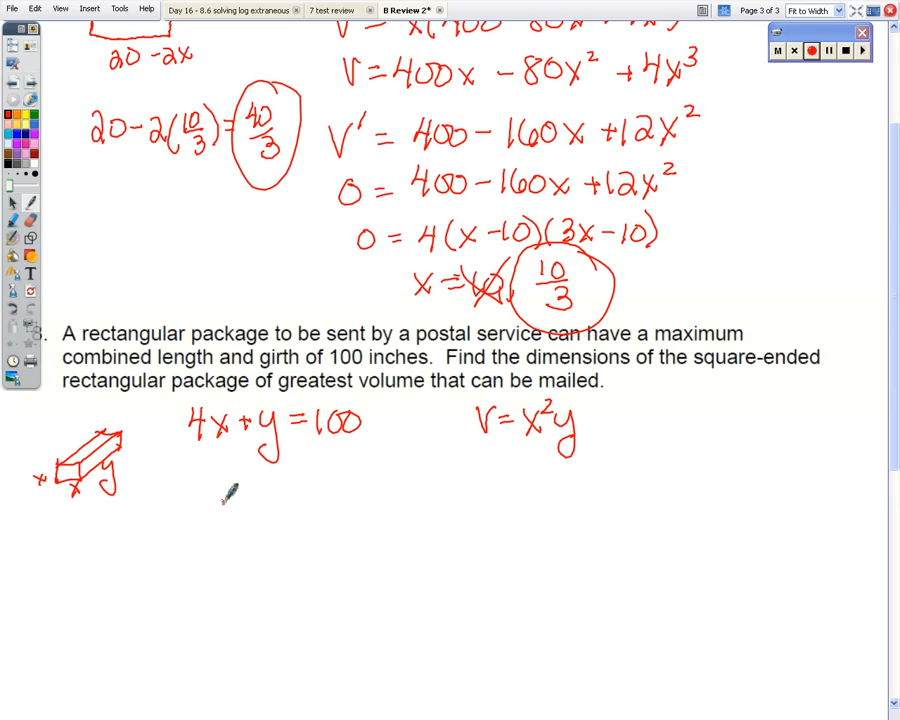 File Edit View Insert Tools Help
Day 16 - 8.6 solving log extraneous
7 test review
B Review 2*
Page 3 of 3
Fit to Width
M
T
20 - 2x
V = 400x - 80x² + 4x³
20 - 2(10/3) = 40/3
V' = 400 - 160x + 12x²
0 = 400 - 160x + 12x²
0 = 4(x - 10)(3x - 10)
x = 10, 10/3
8. A rectangular package to be sent by a postal service can have a maximum
combined length and girth of 100 inches. Find the dimensions of the square-ended
rectangular package of greatest volume that can be mailed.
4x + y = 100
V = x²y
x
x
y